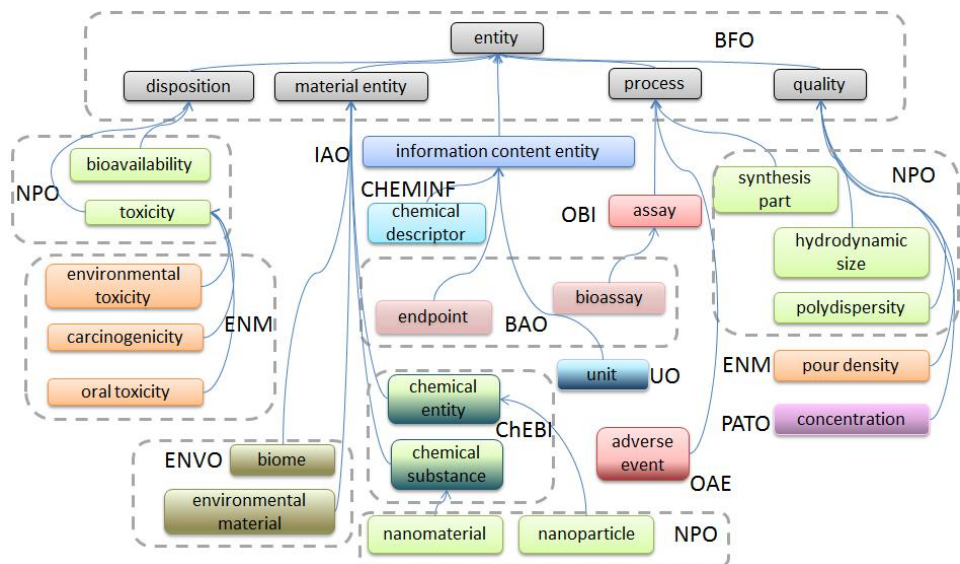 entity
BFO
disposition
material entity
process
quality
bioavailability
NPO
toxicity
IAO
information content entity
CHEMINF
chemical
descriptor
OBI
assay
synthesis
part
NPO
hydrodynamic
size
polydispersity
environmental
toxicity
carcinogenicity
ENM
oral toxicity
endpoint
BAO
bioassay
unit
UO
ENM
pour density
PATO
concentration
chemical
entity
ChEBI
chemical
substance
adverse
event
OAE
ENVO
biome
environmental
material
nanomaterial
nanoparticle
NPO